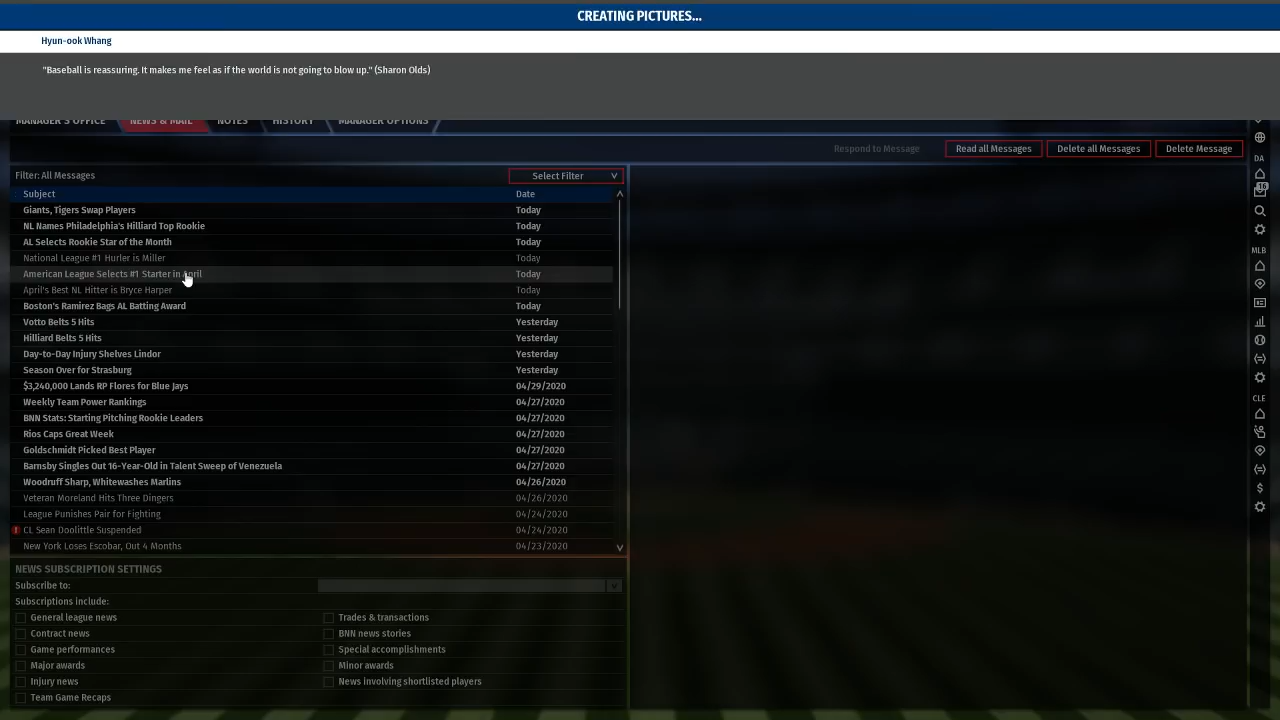 CREATING PICTURES...
Hyun-ook Whang
"Baseball is reassuring. It makes me feel as if the world is not going to blow up." (Sharon Olds)
MANAGER'S OFFICE NEWS & MAIL NOTES HISTORY MANAGER OPTIONS
Respond to Message Read all Messages Delete all Messages Delete Message
Filter: All Messages Select Filter
Subject Date
Giants, Tigers Swap Players Today
NL Names Philadelphia's Hilliard Top Rookie Today
AL Selects Rookie Star of the Month Today
National League #1 Hurler is Miller Today
American League Selects #1 Starter in April Today
April's Best NL Hitter is Bryce Harper Today
Boston's Ramirez Bags AL Batting Award Today
Votto Belts 5 Hits Yesterday
Hilliard Belts 5 Hits Yesterday
Day-to-Day Injury Shelves Lindor Yesterday
Season Over for Strasburg Yesterday
$3,240,000 Lands RP Flores for Blue Jays 04/29/2020
Weekly Team Power Rankings 04/27/2020
BNN Stats: Starting Pitching Rookie Leaders 04/27/2020
Rios Caps Great Week 04/27/2020
Goldschmidt Picked Best Player 04/27/2020
Barnsby Singles Out 16-Year-Old in Talent Sweep of Venezuela 04/27/2020
Woodruff Sharp, Whitewashes Marlins 04/26/2020
Veteran Moreland Hits Three Dingers 04/26/2020
League Punishes Pair for Fighting 04/24/2020
CL Sean Doolittle Suspended 04/24/2020
New York Loses Escobar, Out 4 Months 04/23/2020
NEWS SUBSCRIPTION SETTINGS
Subscribe to:
Subscriptions include:
General league news Trades & transactions
Contract news BNN news stories
Game performances Special accomplishments
Major awards Minor awards
Injury news News involving shortlisted players
Team Game Recaps
DA
MLB
CLE